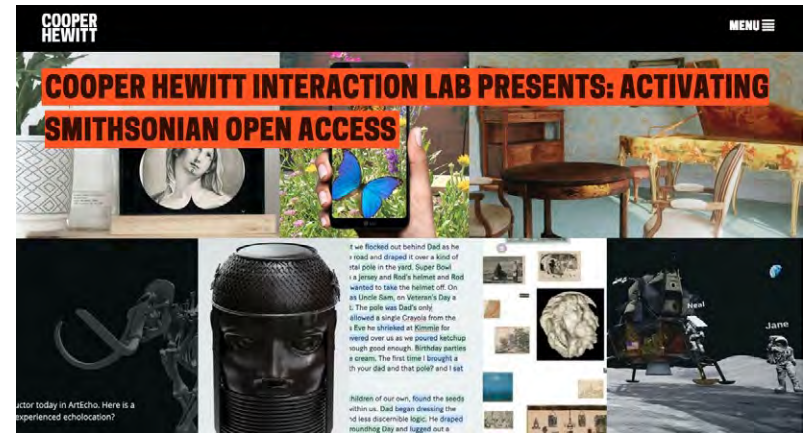 COOPER
HEWITT
MENU
COOPER HEWITT INTERACTION LAB PRESENTS: ACTIVATING
SMITHSONIAN OPEN ACCESS
t we flocked out behind Dad as he
road and draped it over a kind of
tal pole in the yard. Super Bowl
a jersey and Rod's helmet and Rod
wanted to take the helmet off. On
as Uncle Sam, on Veteran's Day a
t. The pole was Dad's only
allowed a single Crayola from the
s Eve he shrieked at Kimmie for
vered over us as we poured ketchup
ough good enough. Birthday parties
e cream. The first time I brought a
th your dad and that pole? and I sat
hildren of our own, found the seeds
within us. Dad began dressing the
nd less discernible logic. He draped
roundhog Day and lugged out a
Neal
Jane
uctor today in ArtEcho. Here is a
experienced echolocation?